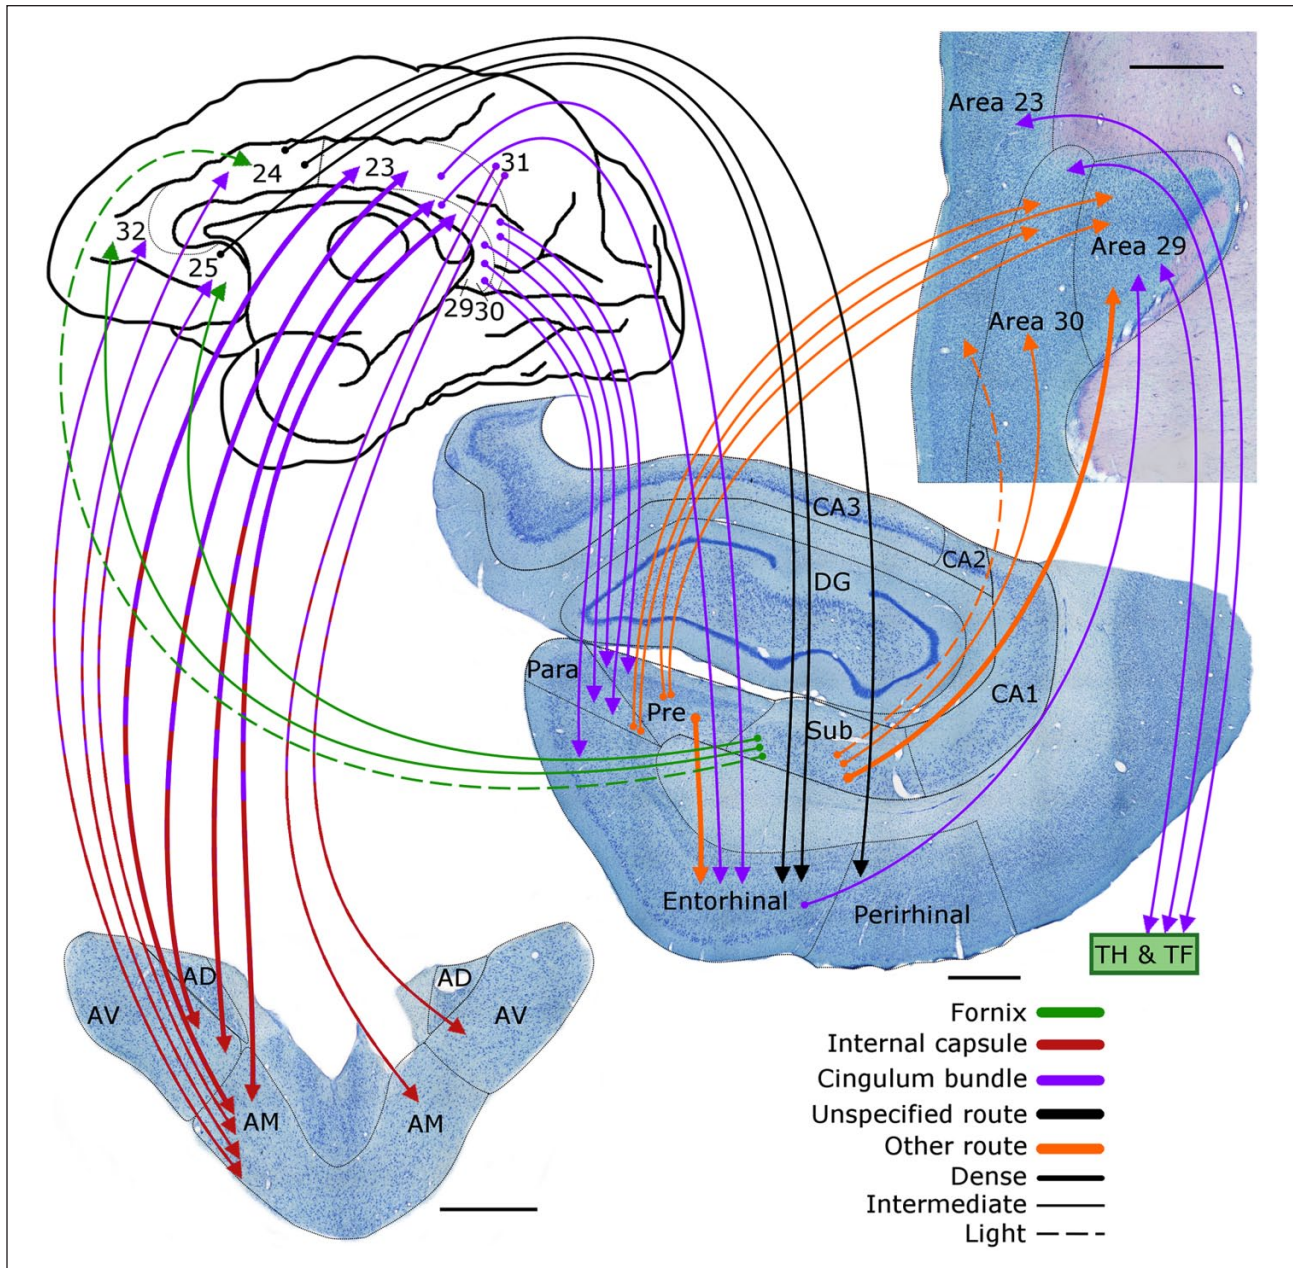 Area 23
24
23
31
32
25
29
30
Area 29
Area 30
CA3
CA2
DG
CA1
Para
Pre
Sub
Entorhinal
Perirhinal
TH & TF
AD
AV
AM
AD
AV
AM
Fornix
Internal capsule
Cingulum bundle
Unspecified route
Other route
Dense
Intermediate
Light